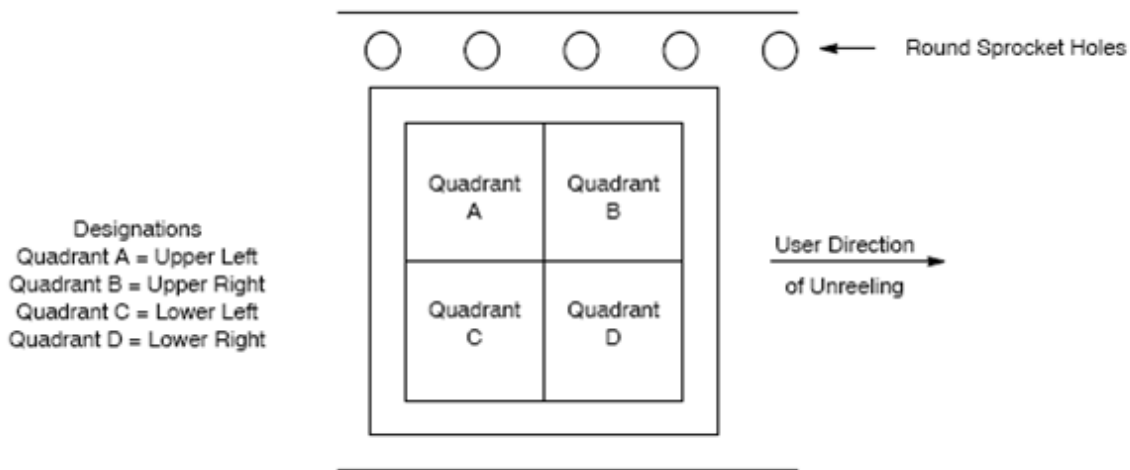 Round Sprocket Holes
Quadrant
A
Quadrant
B
Designations
Quadrant A = Upper Left
Quadrant B = Upper Right
Quadrant C = Lower Left
Quadrant D = Lower Right
User Direction
of Unreeling
Quadrant
C
Quadrant
D